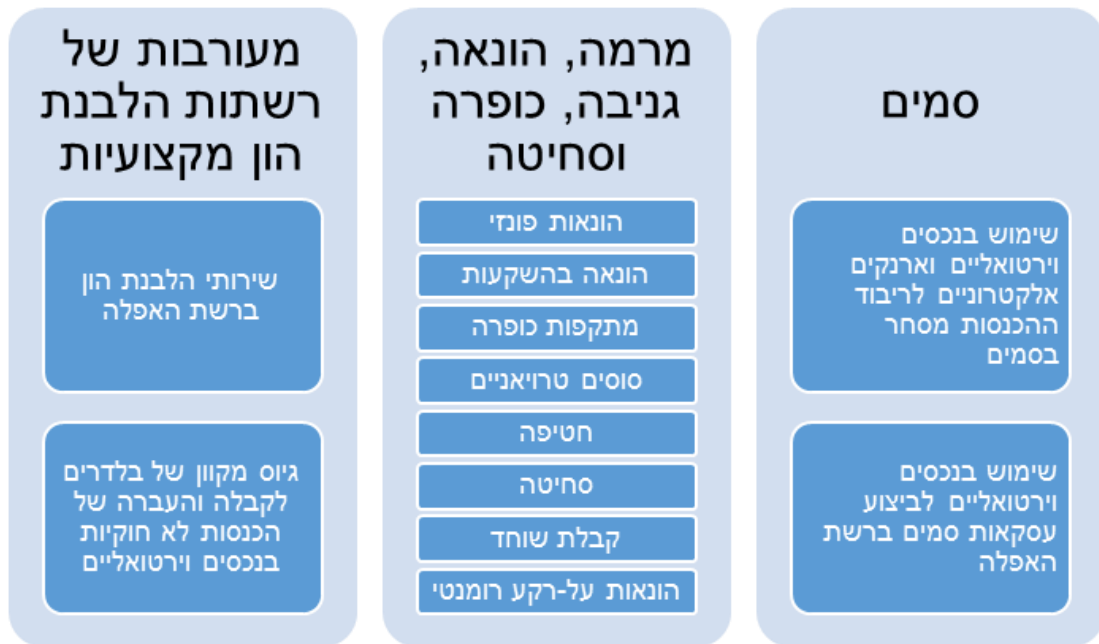 סמים
שימוש בנכסים
וירטואליים וארנקים
אלקטרוניים לריבוד
ההכנסות מסחר
בסמים
שימוש בנכסים
וירטואליים לביצוע
עסקאות סמים ברשת
האפלה
מרמה, הונאה,
גניבה, כופרה
וסחיטה
הונאות פונזי
הונאה בהשקעות
מתקפות כופרה
סוסים טרויאניים
חטיפה
סחיטה
קבלת שוחד
הונאות על-רקע רומנטי
מעורבות של
רשתות הלבנת
הון מקצועיות
שירותי הלבנת הון
ברשת האפלה
גיוס מקוון של בלדרים
לקבלה והעברה של
הכנסות לא חוקיות
בנכסים וירטואליים